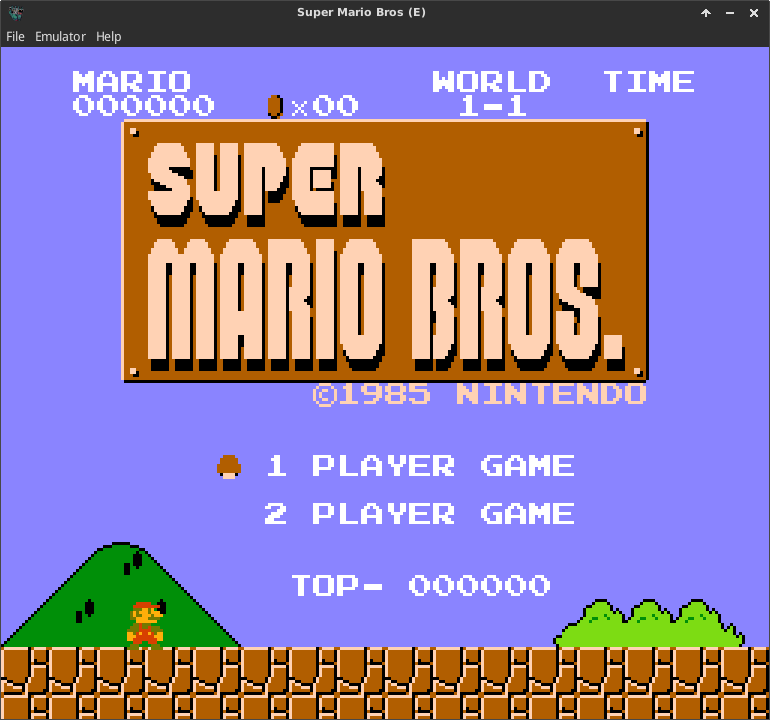 Super Mario Bros (E)
File Emulator Help
MARIO WORLD TIME
000000 x00 1-1
SUPER
MARIO BROS.
©1985 NINTENDO
1 PLAYER GAME
2 PLAYER GAME
TOP- 000000